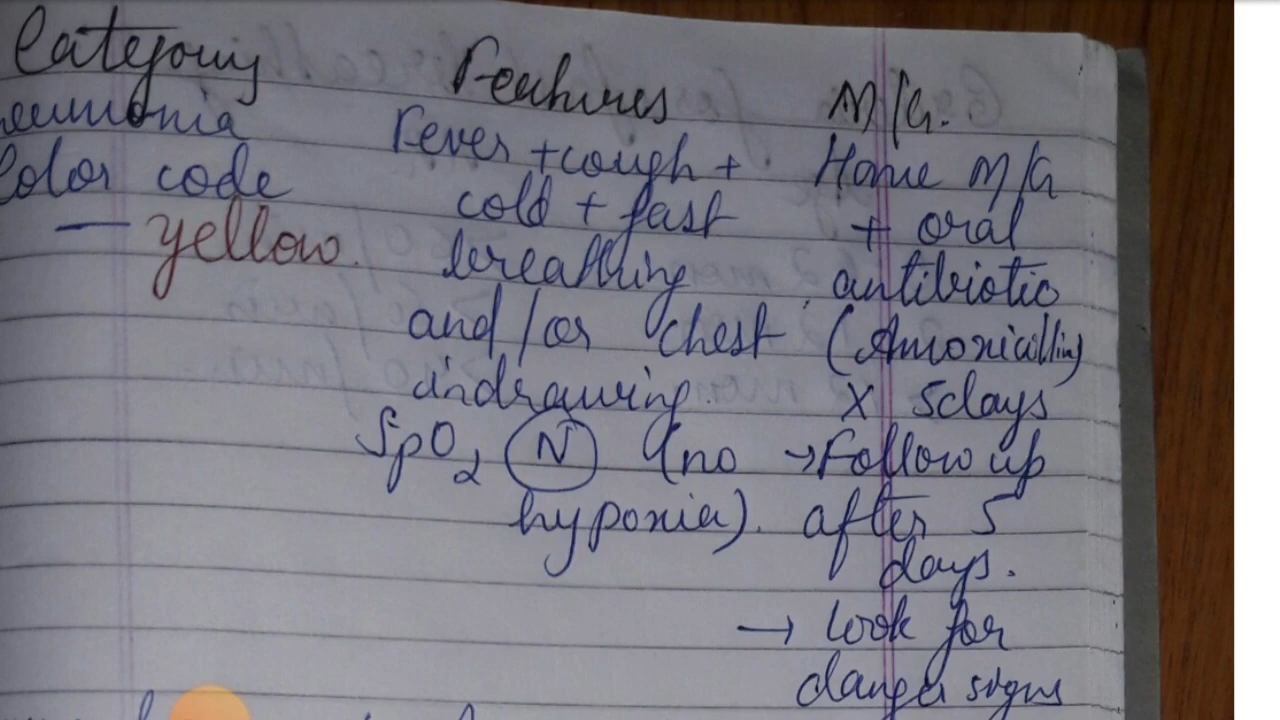 Category Features M/G.
neumonia Fever + cough + Home M/G
Color code cold + fast + oral
— yellow. breathing antibiotic
and/or chest (Amoxicillin)
indrawing. x 5days
SpO2 N (no → Follow up
hypoxia). after 5
days.
→ look for
danger signs